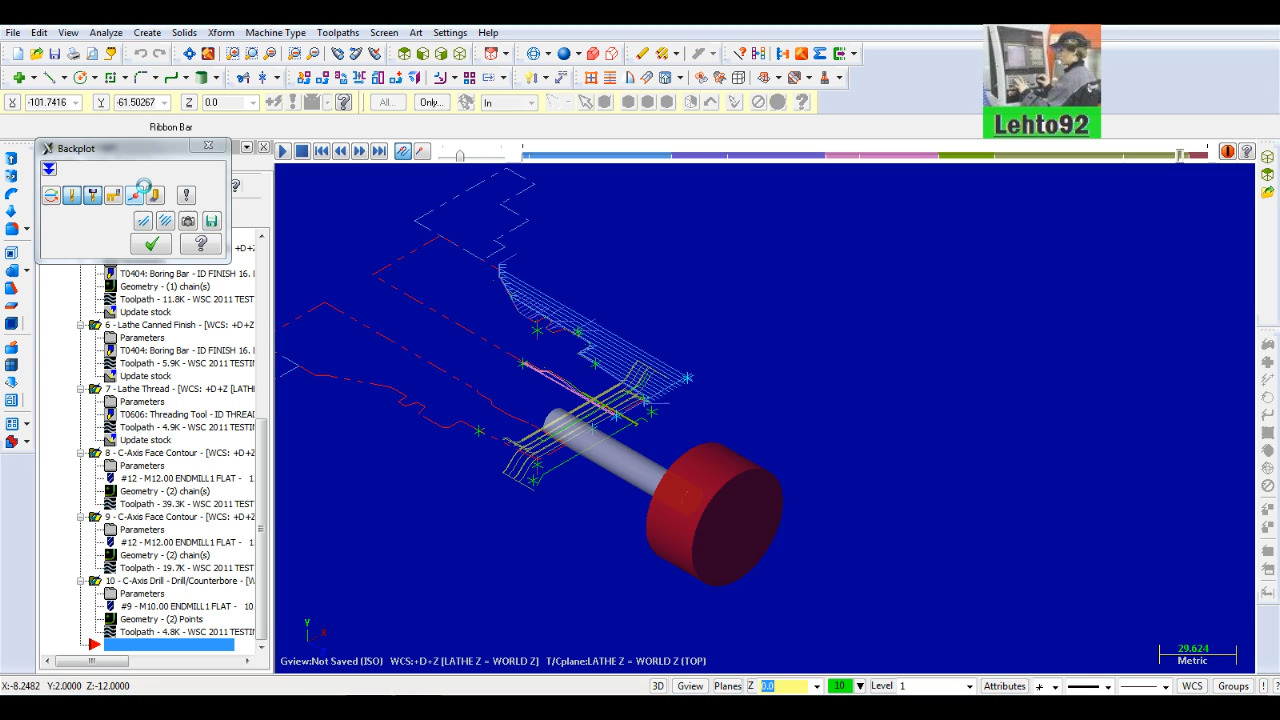 File Edit View Analyze Create Solids Xform Machine Type Toolpaths Screen Art Settings Help
X -101.7416 Y -61.50267 Z 0.0 All... Only... In
Ribbon Bar
Lehto92
Backplot
T0404: Boring Bar - ID FINISH 16.
Geometry - (1) chain(s)
Toolpath - 11.8K - WSC 2011 TEST
Update stock
6 - Lathe Canned Finish - [WCS: +D+Z
Parameters
T0404: Boring Bar - ID FINISH 16.
Toolpath - 5.9K - WSC 2011 TESTIN
Update stock
7 - Lathe Thread - [WCS: +D+Z [LATH
Parameters
T0606: Threading Tool - ID THREAD
Toolpath - 4.9K - WSC 2011 TESTIN
Update stock
8 - C-Axis Face Contour - [WCS: +D+Z
Parameters
#12 - M12.00 ENDMILL1 FLAT -
Geometry - (2) chain(s)
Toolpath - 39.3K - WSC 2011 TEST
9 - C-Axis Face Contour - [WCS: +D+Z
Parameters
#12 - M12.00 ENDMILL1 FLAT -
Geometry - (2) chain(s)
Toolpath - 19.7K - WSC 2011 TEST
10 - C-Axis Drill - Drill/Counterbore - [W
Parameters
#9 - M10.00 ENDMILL1 FLAT -
Geometry - (2) Points
Toolpath - 4.8K - WSC 2011 TESTIN
Y
X
Z
Gview:Not Saved (ISO) WCS:+D+Z [LATHE Z = WORLD Z] T/Cplane:LATHE Z = WORLD Z (TOP)
29.624
Metric
X:-8.2482 Y:2.0000 Z:-12.0000 3D Gview Planes Z 0.0 10 Level 1 Attributes WCS Groups